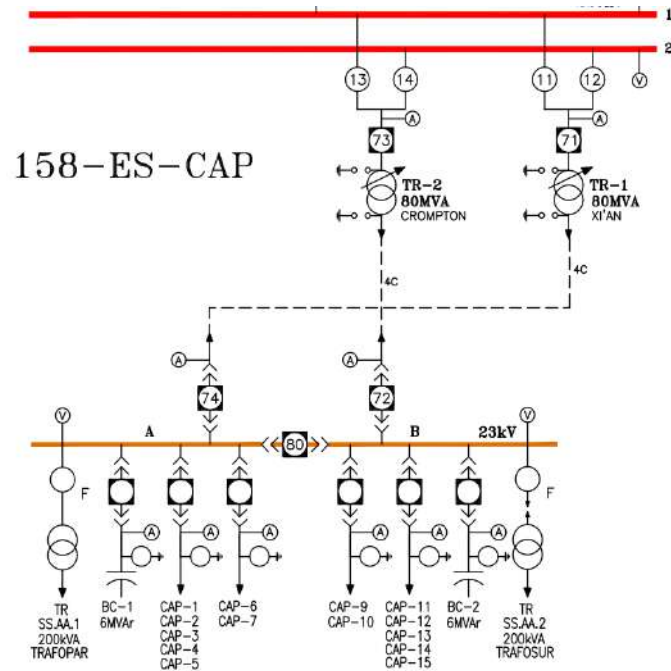 1
2
13
14
11
12
V
A
A
73
71
158-ES-CAP
TR-2
80MVA
CROMPTON
TR-1
80MVA
XI'AN
4C
4C
A
A
74
72
V
V
A
80
B
23kV
F
F
A
A
A
A
A
A
TR
SS.AA.1
200kVA
TRAFOPAR
BC-1
6MVAr
CAP-1
CAP-2
CAP-3
CAP-4
CAP-5
CAP-6
CAP-7
CAP-9
CAP-10
CAP-11
CAP-12
CAP-13
CAP-14
CAP-15
BC-2
6MVAr
TR
SS.AA.2
200kVA
TRAFOSUR